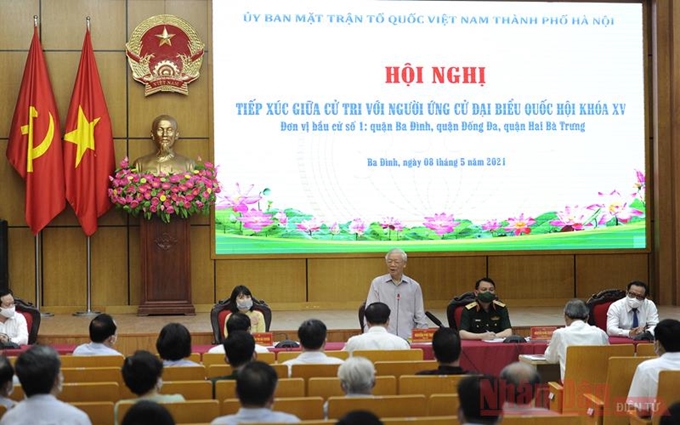 ỦY BAN MẶT TRẬN TỔ QUỐC VIỆT NAM THÀNH PHỐ HÀ NỘI
HỘI NGHỊ
TIẾP XÚC GIỮA CỬ TRI VỚI NGƯỜI ỨNG CỬ ĐẠI BIỂU QUỐC HỘI KHÓA XV
Đơn vị bầu cử số 1: quận Ba Đình, quận Đống Đa, quận Hai Bà Trưng
Ba Đình, ngày 08 tháng 5 năm 2021
Nhân Dân
ĐIỆN TỬ